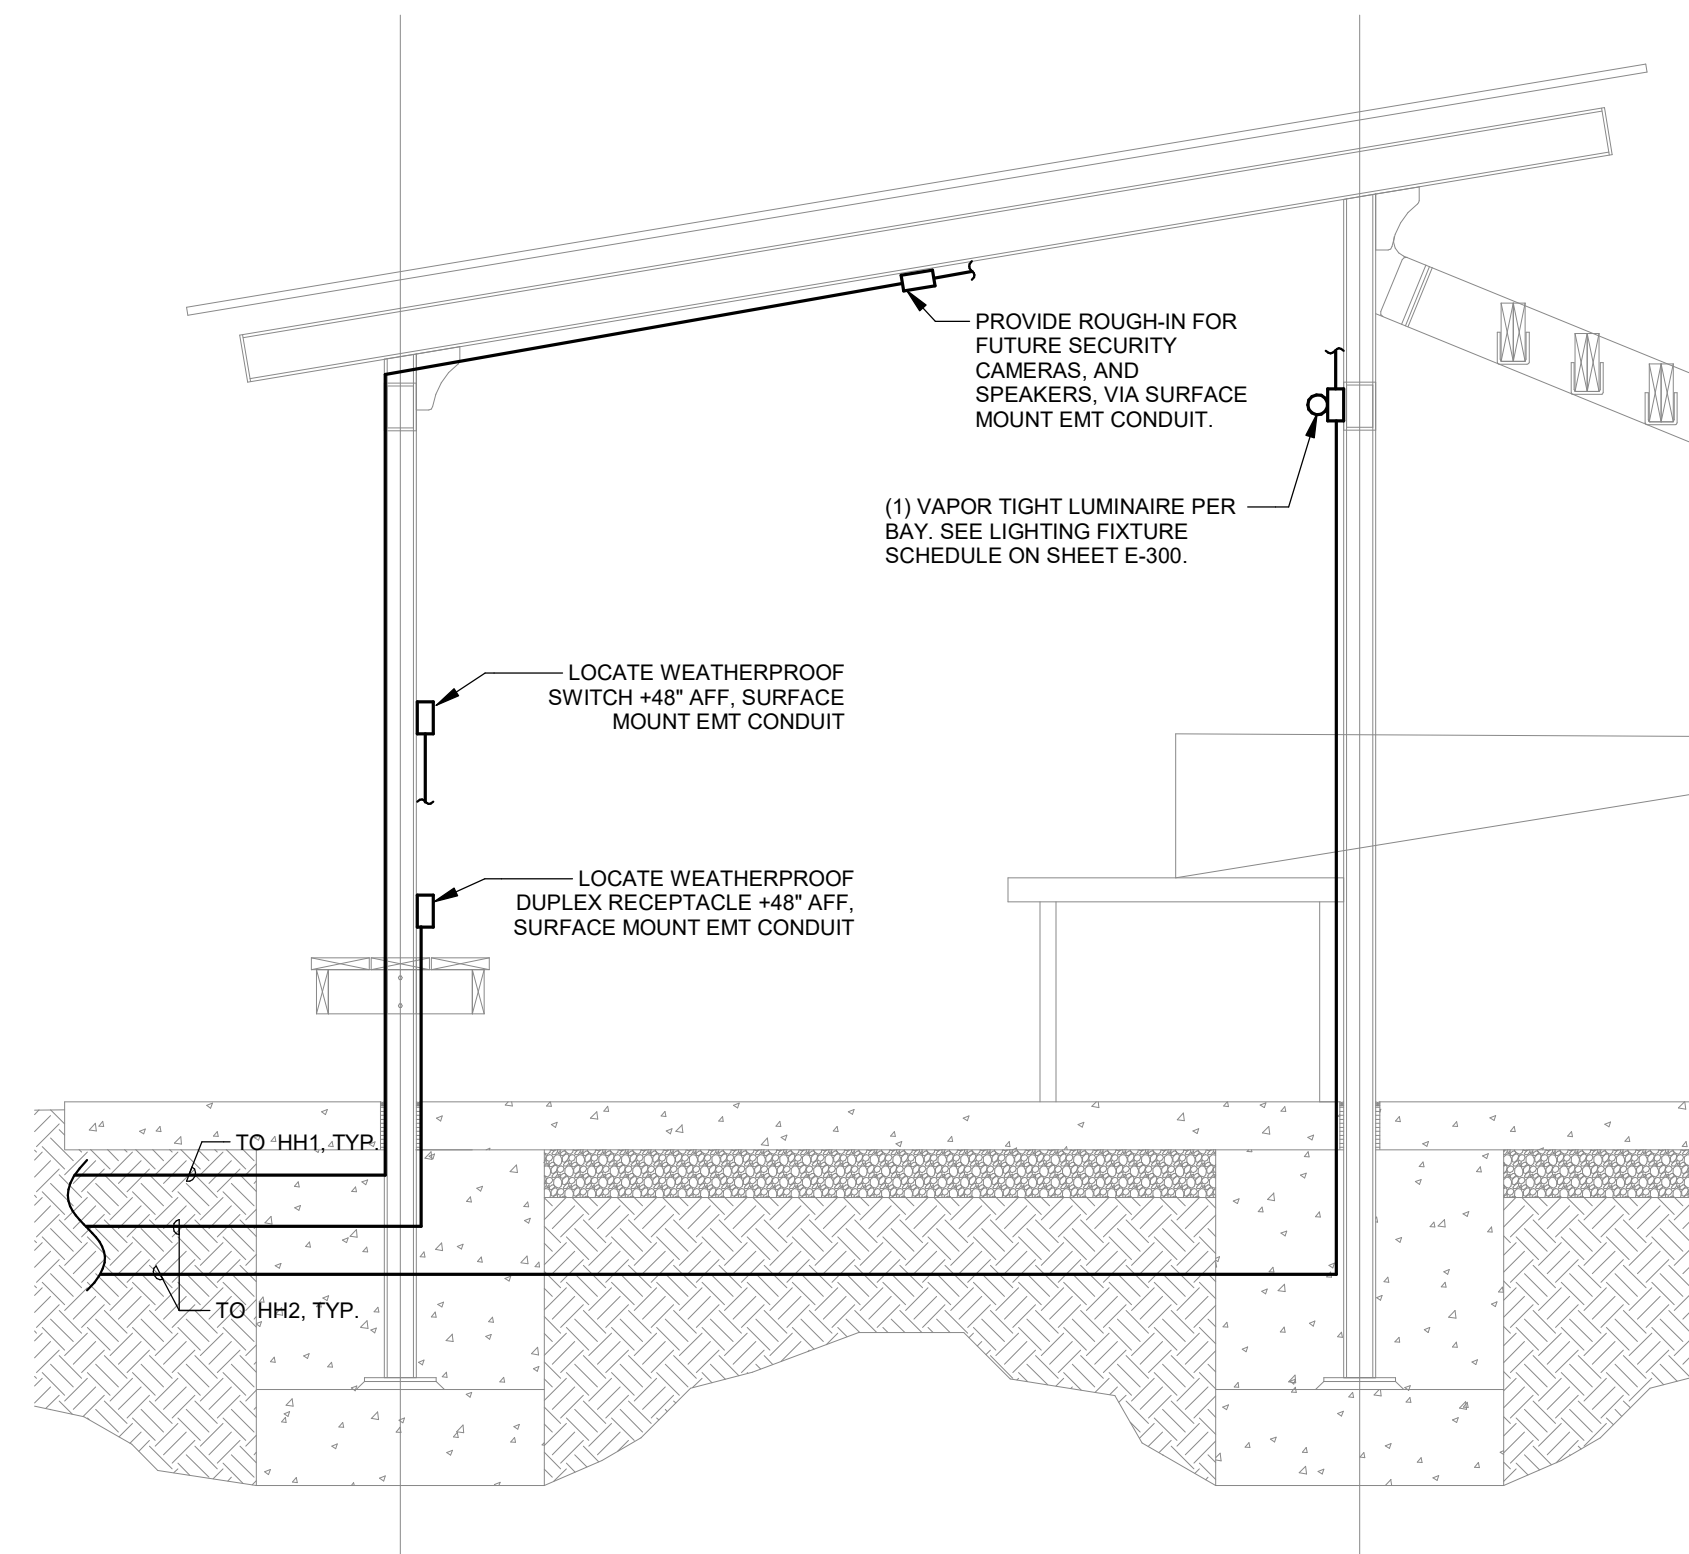 PROVIDE ROUGH-IN FOR
FUTURE SECURITY
CAMERAS, AND
SPEAKERS, VIA SURFACE
MOUNT EMT CONDUIT.
(1) VAPOR TIGHT LUMINAIRE PER
BAY. SEE LIGHTING FIXTURE
SCHEDULE ON SHEET E-300.
LOCATE WEATHERPROOF
SWITCH +48" AFF, SURFACE
MOUNT EMT CONDUIT
LOCATE WEATHERPROOF
DUPLEX RECEPTACLE +48" AFF,
SURFACE MOUNT EMT CONDUIT
TO HH1, TYP.
TO HH2, TYP.